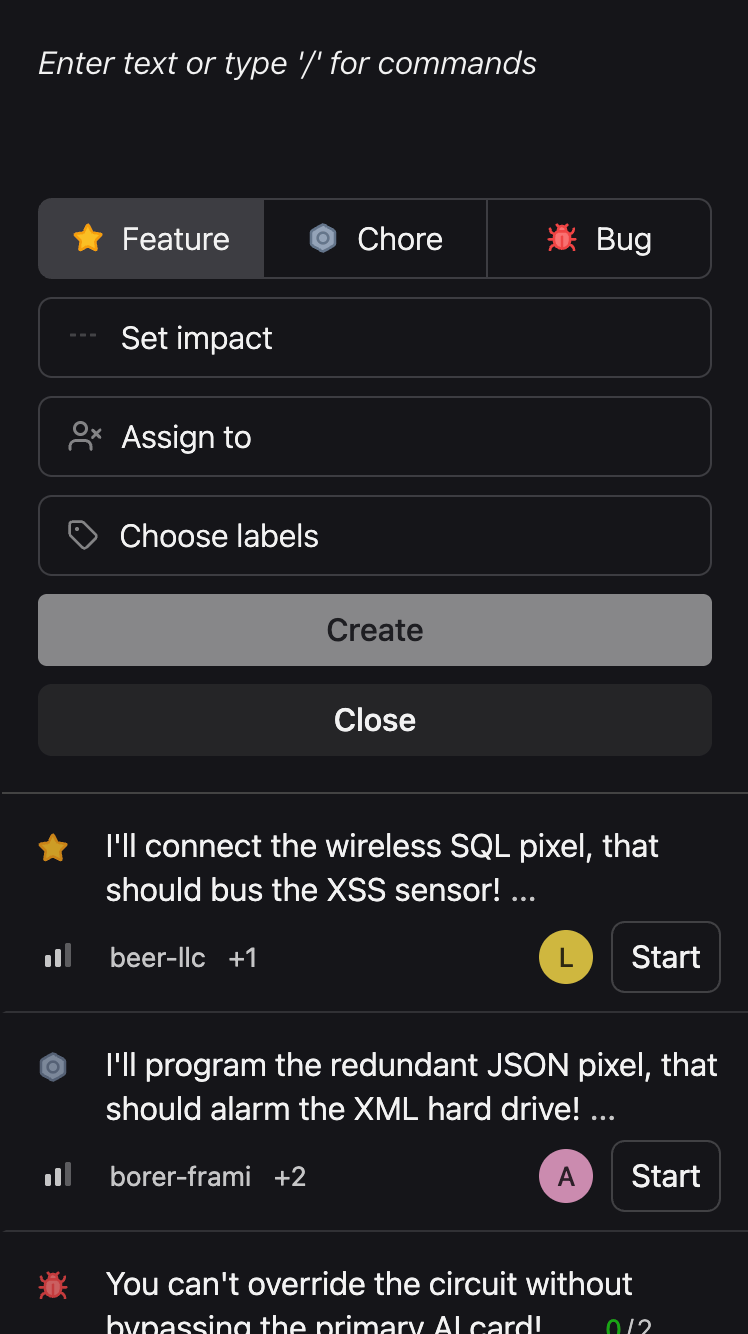 Enter text or type '/' for commands
Feature
Chore
Bug
Set impact
Assign to
Choose labels
Create
Close
I'll connect the wireless SQL pixel, that
should bus the XSS sensor! ...
beer-llc +1
L
Start
I'll program the redundant JSON pixel, that
should alarm the XML hard drive! ...
borer-frami +2
A
Start
You can't override the circuit without
bypassing the primary AI card! 0/2